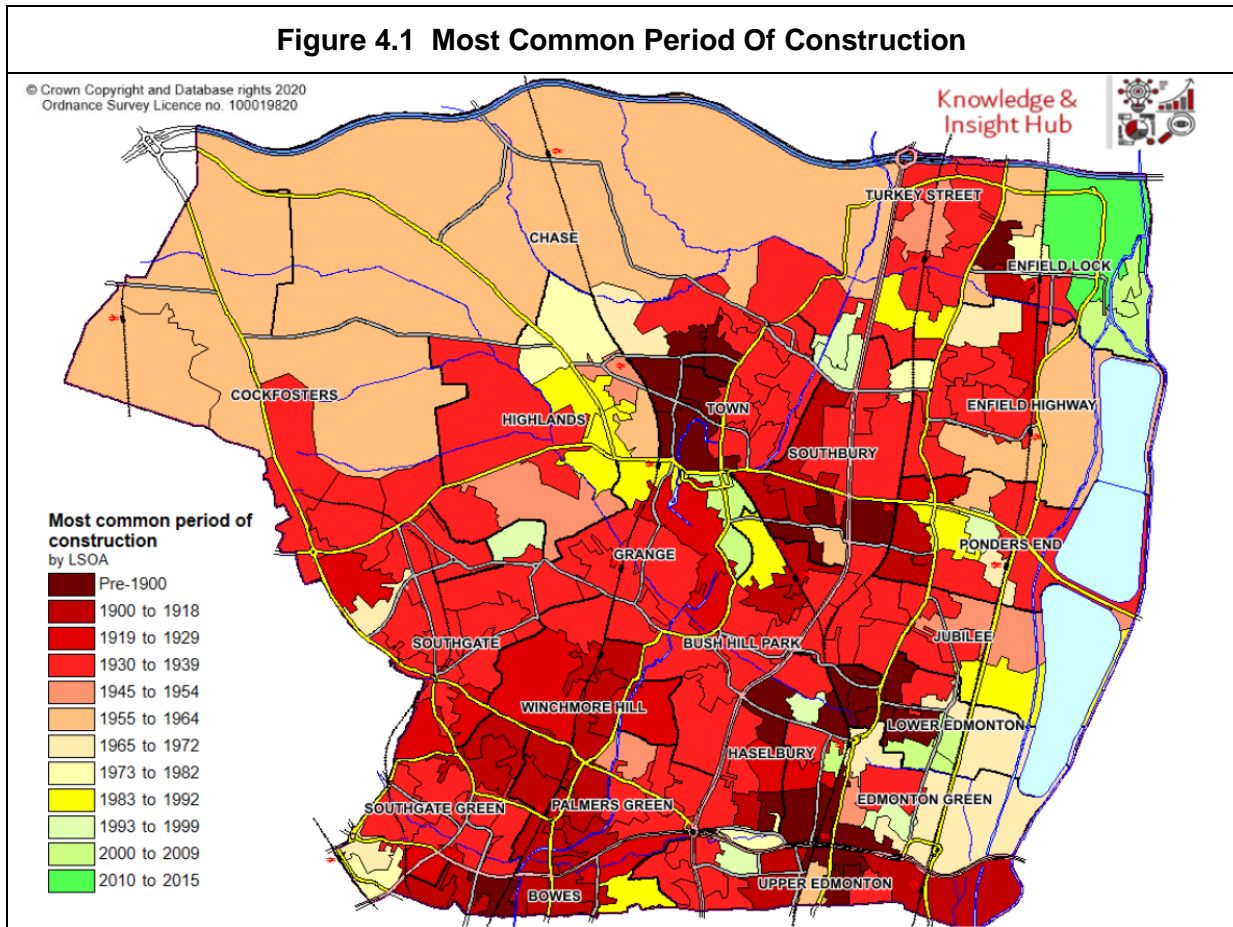 Figure 4.1  Most Common Period Of Construction
© Crown Copyright and Database rights 2020
Ordnance Survey Licence no. 100019820
Knowledge &
Insight Hub
TURKEY STREET
CHASE
ENFIELD LOCK
COCKFOSTERS
HIGHLANDS
TOWN
ENFIELD HIGHWAY
SOUTHBURY
GRANGE
PONDERS END
SOUTHGATE
BUSH HILL PARK
JUBILEE
WINCHMORE HILL
LOWER EDMONTON
HASELBURY
SOUTHGATE GREEN
PALMERS GREEN
EDMONTON GREEN
BOWES
UPPER EDMONTON
Most common period of
construction
by LSOA
Pre-1900
1900 to 1918
1919 to 1929
1930 to 1939
1945 to 1954
1955 to 1964
1965 to 1972
1973 to 1982
1983 to 1992
1993 to 1999
2000 to 2009
2010 to 2015